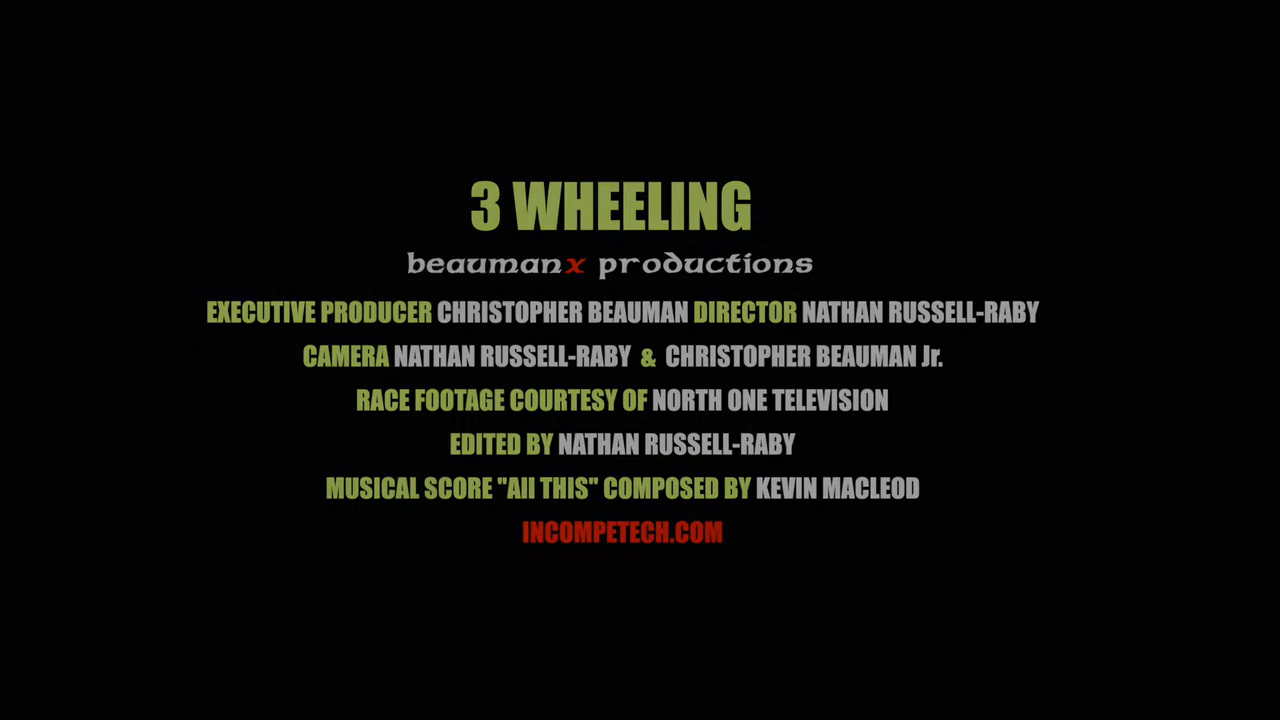 3 WHEELING
beaumanx productions
EXECUTIVE PRODUCER CHRISTOPHER BEAUMAN DIRECTOR NATHAN RUSSELL-RABY
CAMERA NATHAN RUSSELL-RABY & CHRISTOPHER BEAUMAN Jr.
RACE FOOTAGE COURTESY OF NORTH ONE TELEVISION
EDITED BY NATHAN RUSSELL-RABY
MUSICAL SCORE "All THIS" COMPOSED BY KEVIN MACLEOD
INCOMPETECH.COM